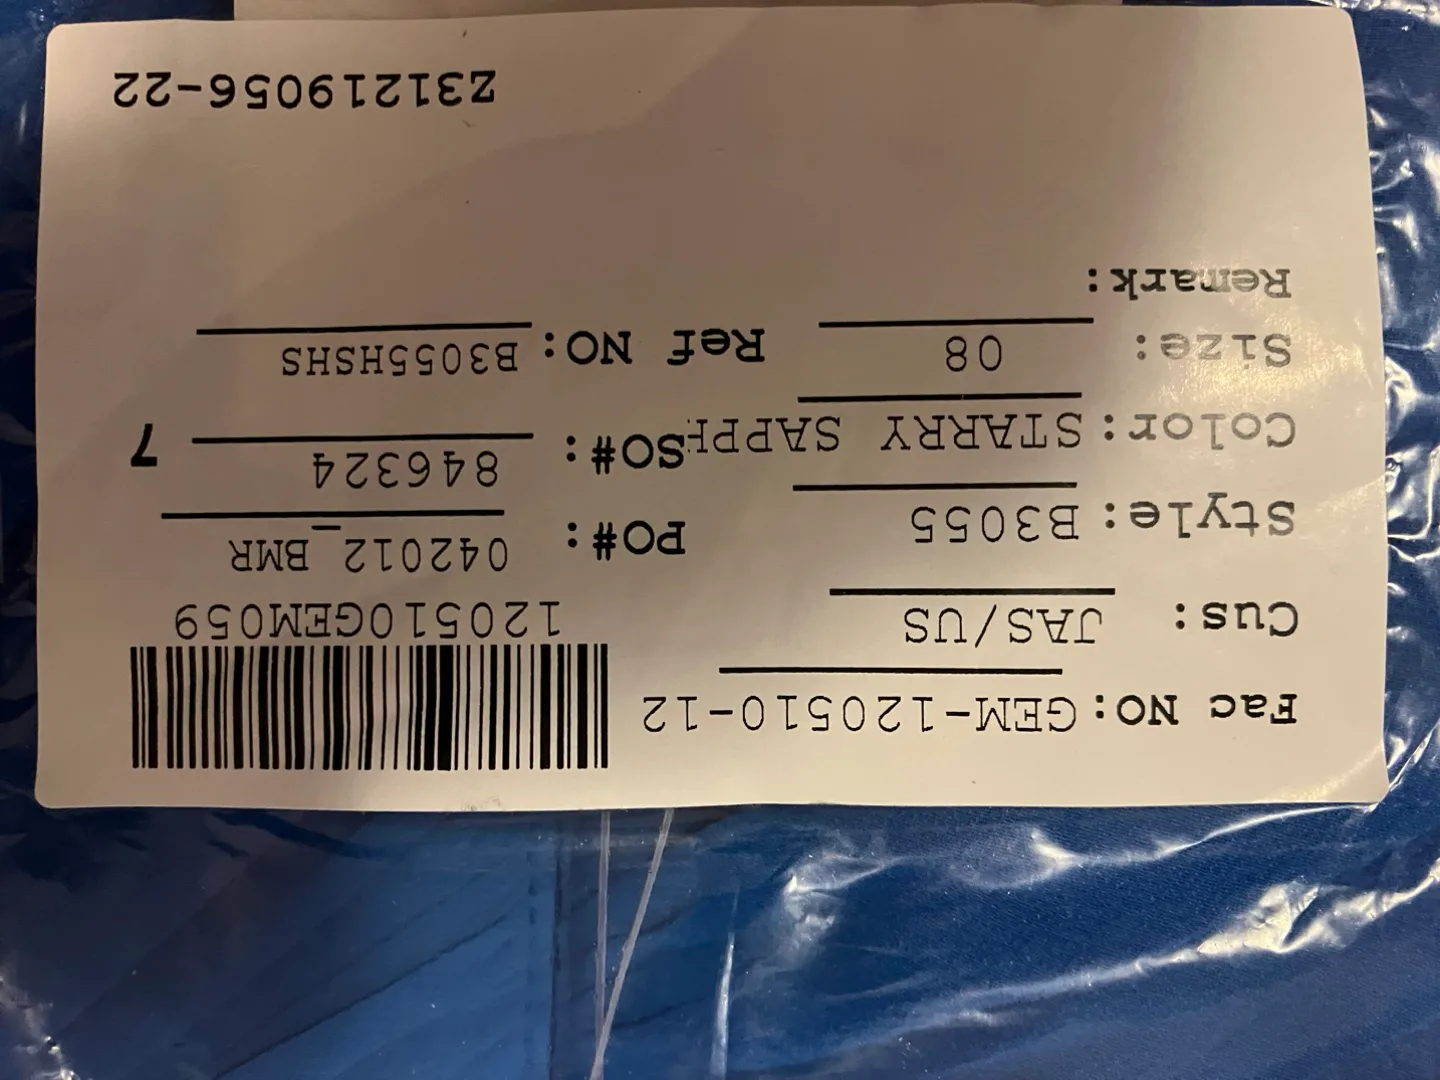 Fac NO: GEM-120510-12
Cus: JAS/US
120510GEM059
Style: B3055
PO#: 042012_BMR
Color: STARRY SAPPH
SO#: 846324 7
Size: 08
Ref NO: B3055HSHS
Remark:
Z31219056-22